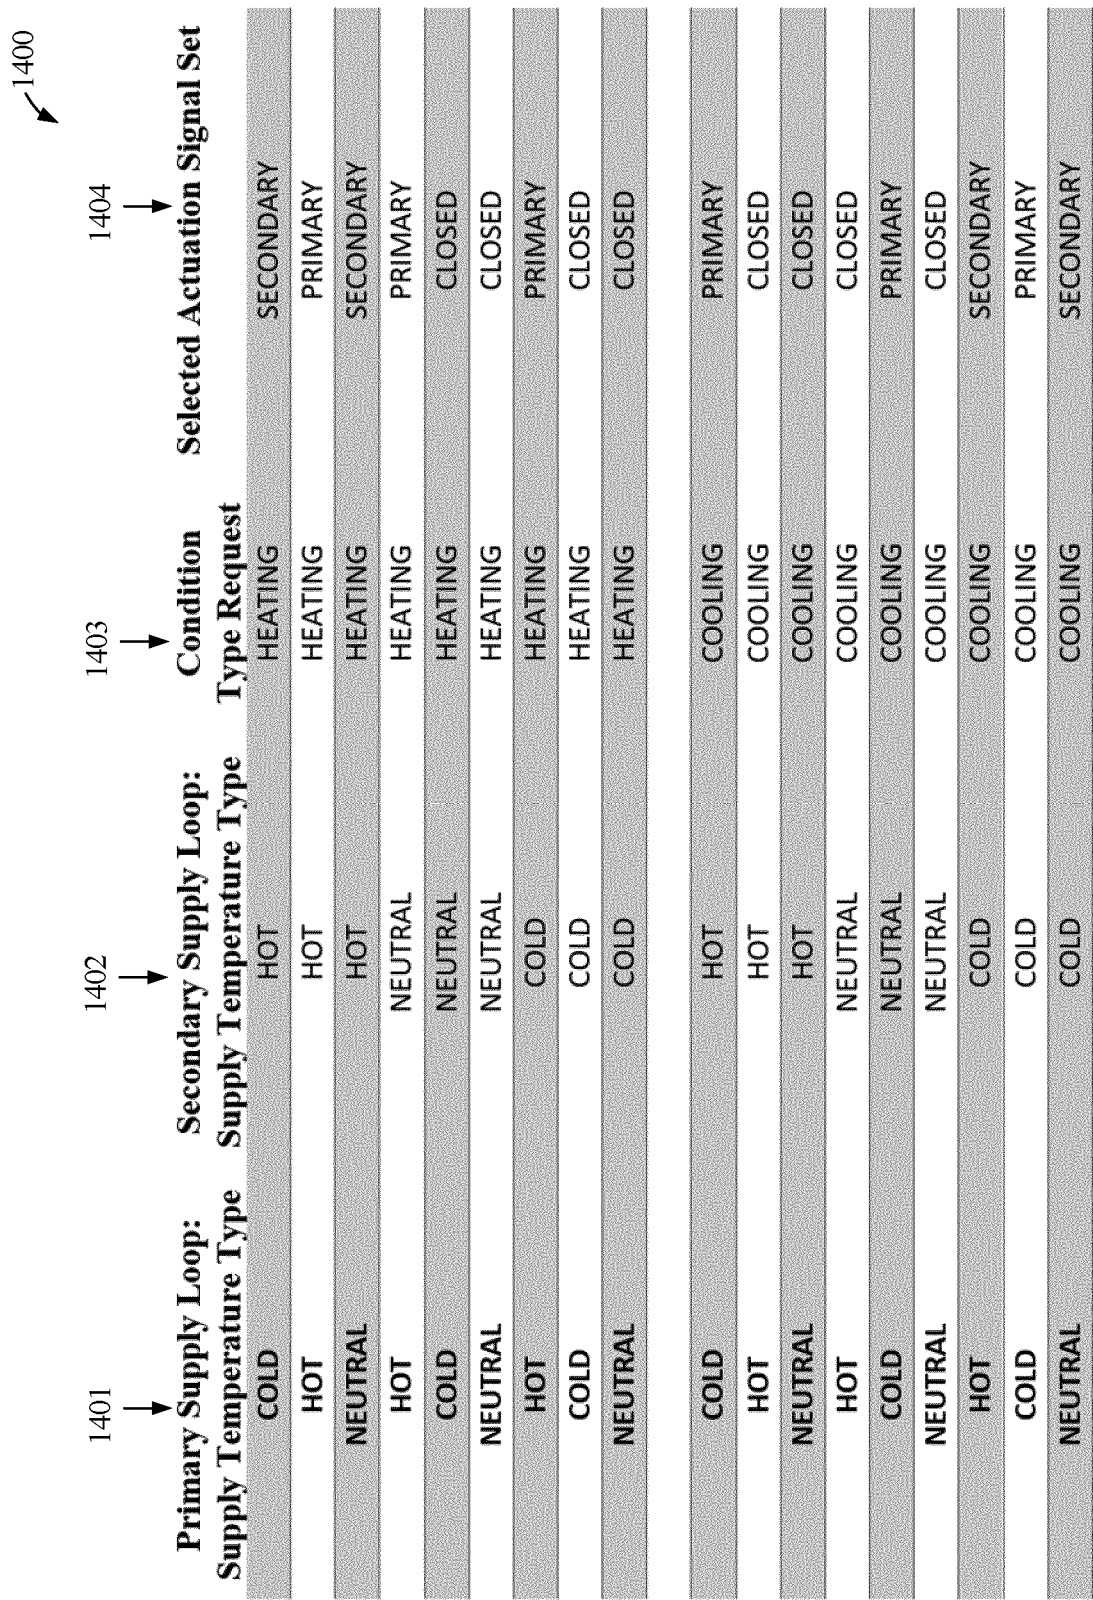 1400
1401 1402 1403 1404
Primary Supply Loop: Secondary Supply Loop: Condition Selected Actuation Signal Set
Supply Temperature Type Supply Temperature Type Type Request
COLD HOT HEATING SECONDARY
HOT HOT HEATING PRIMARY
NEUTRAL HOT HEATING SECONDARY
HOT NEUTRAL HEATING PRIMARY
COLD NEUTRAL HEATING CLOSED
NEUTRAL NEUTRAL HEATING CLOSED
HOT COLD HEATING PRIMARY
COLD COLD HEATING CLOSED
NEUTRAL COLD HEATING CLOSED
COLD HOT COOLING PRIMARY
HOT HOT COOLING CLOSED
NEUTRAL HOT COOLING CLOSED
HOT NEUTRAL COOLING CLOSED
COLD NEUTRAL COOLING PRIMARY
NEUTRAL NEUTRAL COOLING CLOSED
HOT COLD COOLING SECONDARY
COLD COLD COOLING PRIMARY
NEUTRAL COLD COOLING SECONDARY